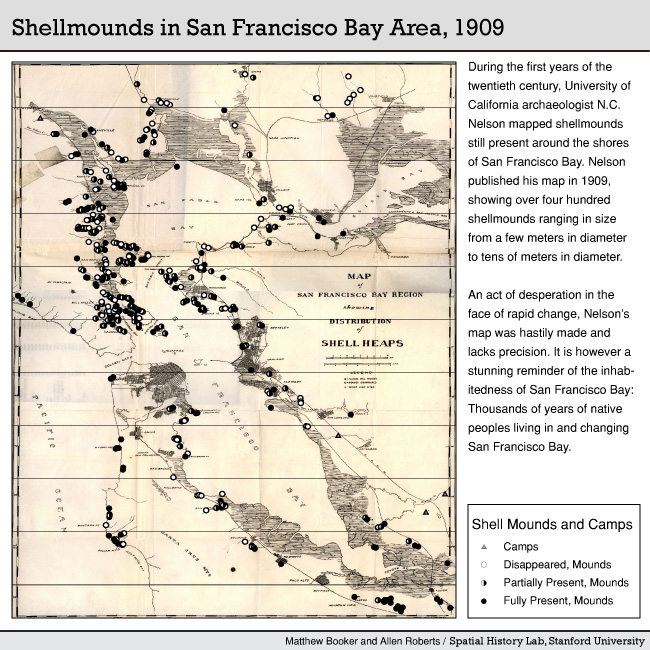 Shellmounds in San Francisco Bay Area, 1909
During the first years of the
twentieth century, University of
California archaeologist N.C.
Nelson mapped shellmounds
still present around the shores
of San Francisco Bay. Nelson
published his map in 1909,
showing over four hundred
shellmounds ranging in size
from a few meters in diameter
to tens of meters in diameter.
An act of desperation in the
face of rapid change, Nelson's
map was hastily made and
lacks precision. It is however a
stunning reminder of the inhab-
itedness of San Francisco Bay:
Thousands of years of native
peoples living in and changing
San Francisco Bay.
MAP
of
SAN FRANCISCO BAY REGION
showing
DISTRIBUTION
of
SHELL HEAPS
LEGEND
SAN PABLO
BAY
SAN
FRANCISCO
BAY
PACIFIC
OCEAN
Shell Mounds and Camps
Camps
Disappeared, Mounds
Partially Present, Mounds
Fully Present, Mounds
Matthew Booker and Allen Roberts / Spatial History Lab, Stanford University